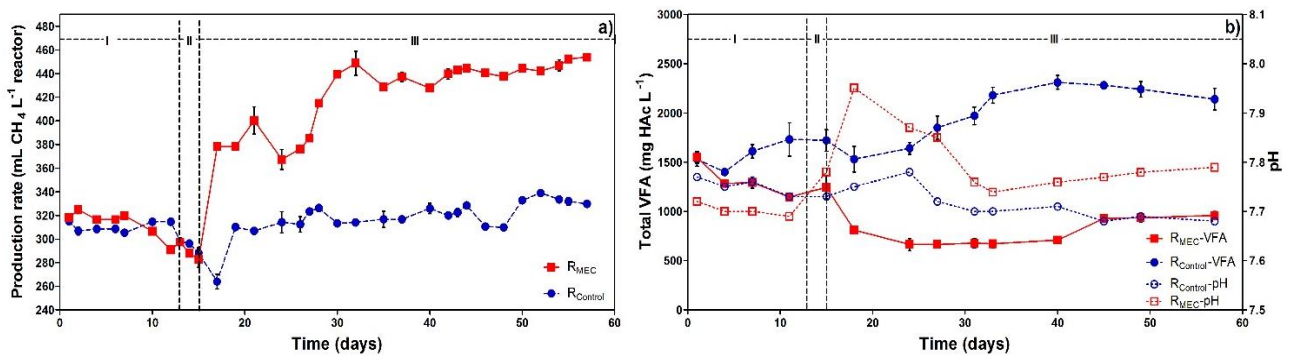 a)
I II III
Production rate (mL CH4 L-1 reactor)
480
460
440
420
400
380
360
340
320
300
280
260
240
0 10 20 30 40 50 60
Time (days)
RMEC
RControl
b)
I II III
Total VFA (mg HAc L-1)
3000
2500
2000
1500
1000
500
0
0 10 20 30 40 50 60
Time (days)
pH
8.1
8.0
7.9
7.8
7.7
7.6
7.5
RMEC-VFA
RControl-VFA
RControl-pH
RMEC-pH